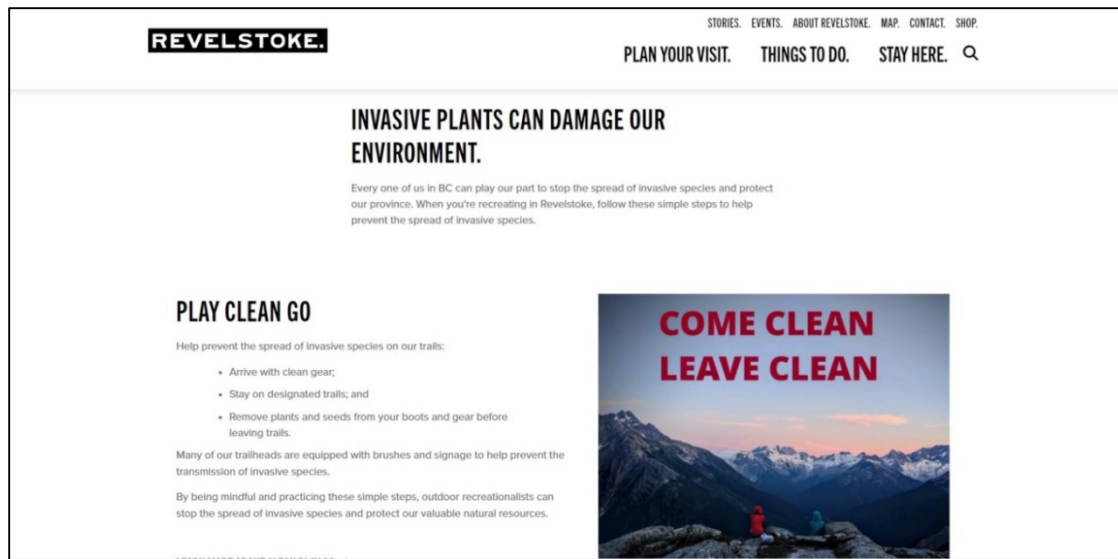 REVELSTOKE.
STORIES. EVENTS. ABOUT REVELSTOKE. MAP. CONTACT. SHOP.
PLAN YOUR VISIT. THINGS TO DO. STAY HERE.
INVASIVE PLANTS CAN DAMAGE OUR
ENVIRONMENT.
Every one of us in BC can play our part to stop the spread of invasive species and protect
our province. When you're recreating in Revelstoke, follow these simple steps to help
prevent the spread of invasive species.
PLAY CLEAN GO
Help prevent the spread of invasive species on our trails:
• Arrive with clean gear;
• Stay on designated trails; and
• Remove plants and seeds from your boots and gear before
leaving trails.
Many of our trailheads are equipped with brushes and signage to help prevent the
transmission of invasive species.
By being mindful and practicing these simple steps, outdoor recreationalists can
stop the spread of invasive species and protect our valuable natural resources.
COME CLEAN
LEAVE CLEAN